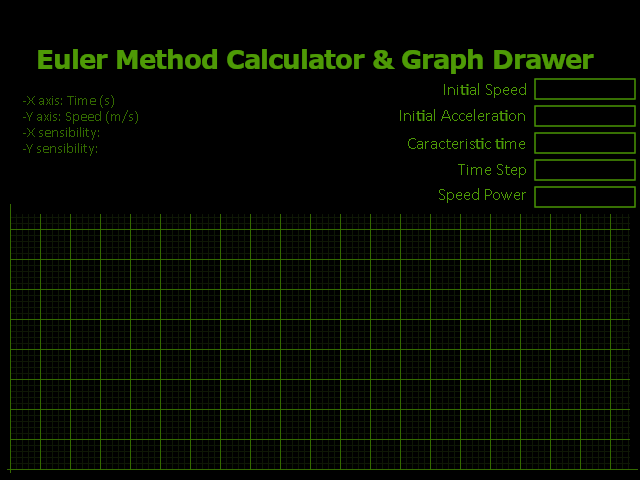 Euler Method Calculator & Graph Drawer
-X axis: Time (s)
-Y axis: Speed (m/s)
-X sensibility:
-Y sensibility:
Initial Speed
Initial Acceleration
Caracteristic time
Time Step
Speed Power